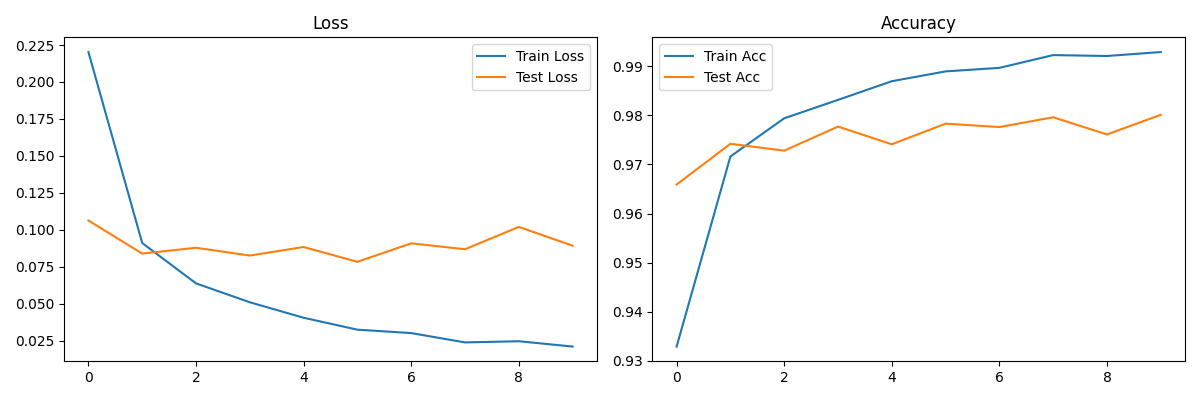 Loss
0.225
0.200
0.175
0.150
0.125
0.100
0.075
0.050
0.025
0 2 4 6 8
Train Loss
Test Loss
Accuracy
0.99
0.98
0.97
0.96
0.95
0.94
0.93
0 2 4 6 8
Train Acc
Test Acc